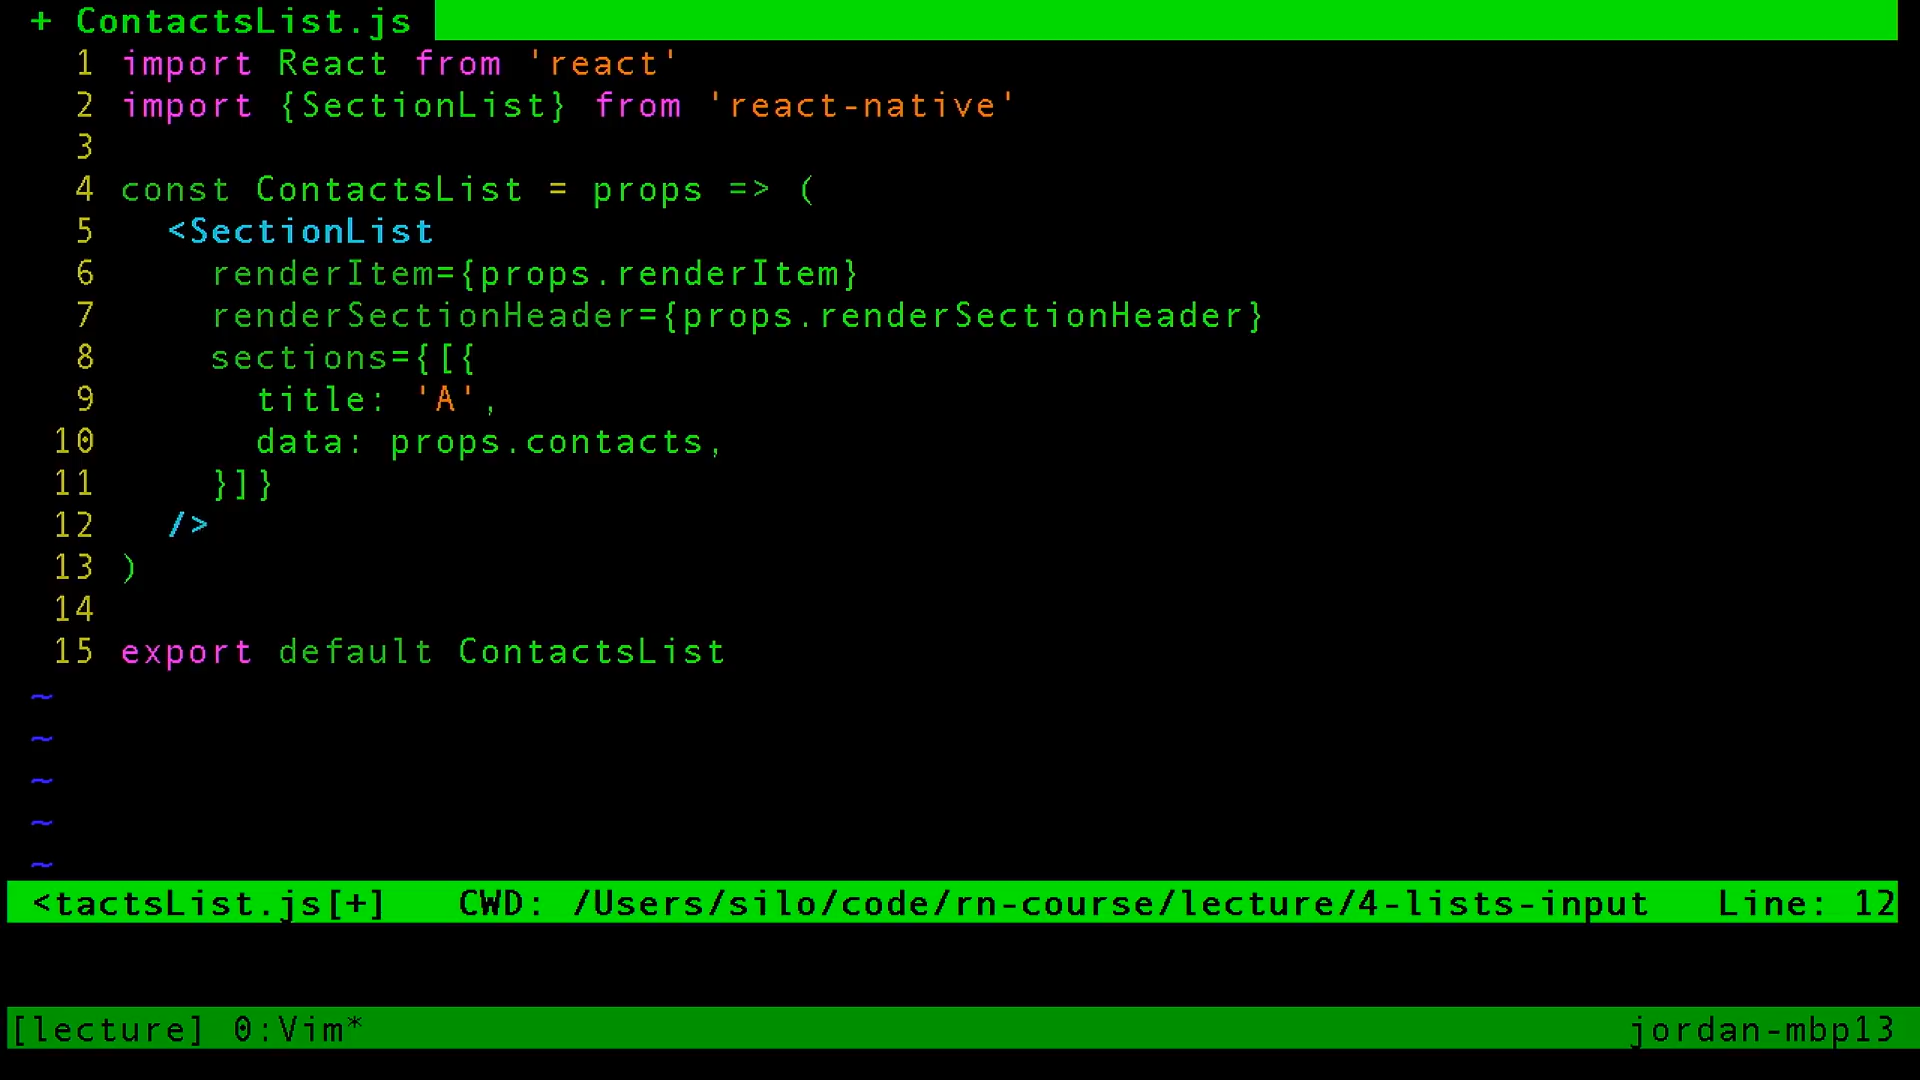 + ContactsList.js
1 import React from 'react'
2 import {SectionList} from 'react-native'
3
4 const ContactsList = props => (
5   <SectionList
6     renderItem={props.renderItem}
7     renderSectionHeader={props.renderSectionHeader}
8     sections={[{
9       title: 'A',
10       data: props.contacts,
11     }]}
12   />
13 )
14
15 export default ContactsList
~
~
~
~
~
<tactsList.js[+]   CWD: /Users/silo/code/rn-course/lecture/4-lists-input   Line: 12
[lecture] 0:Vim*   jordan-mbp13